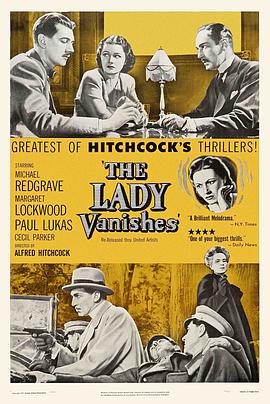 GREATEST OF HITCHCOCK'S THRILLERS!
STARRING
MICHAEL
REDGRAVE
MARGARET
LOCKWOOD
PAUL LUKAS
CECIL PARKER
DIRECTED BY
ALFRED HITCHCOCK
'THE
LADY
Vanishes'
Re-Released thru United Artists
"A Brilliant Melodrama."
—N.Y. Times
★★★★
"One of your biggest thrills."
—Daily News